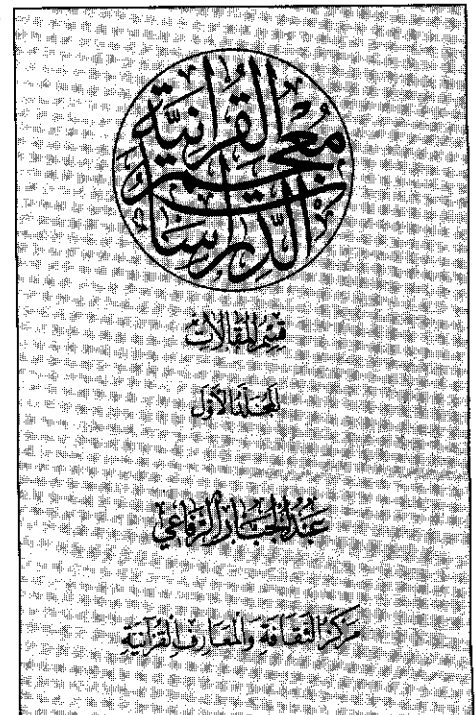 معجم الدراسات القرآنية
قسم المقالات
المجلد الأول
عبد الجبار الرفاعي
مركز الثقافة والمعارف القرآنية